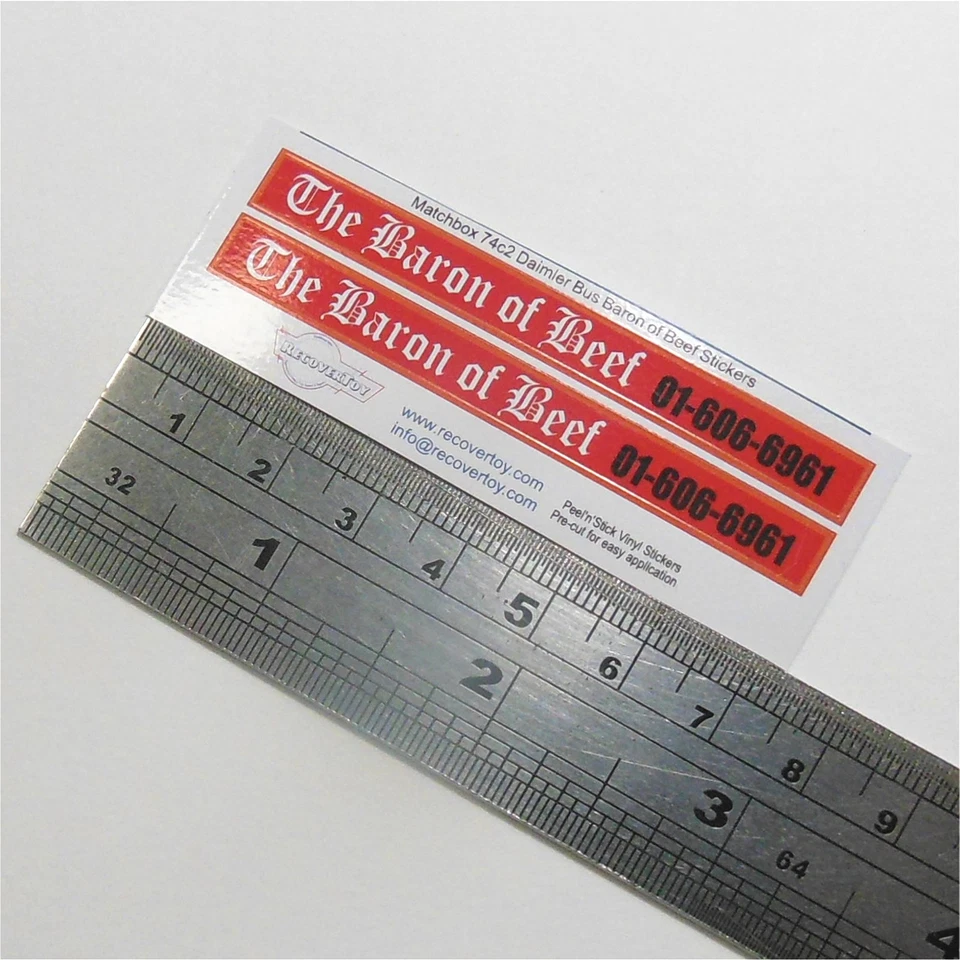 Matchbox 74c2 Daimler Bus Baron of Beef Stickers
The Baron of Beef 01-606-6961
The Baron of Beef 01-606-6961
RECOVERTOY
www.recovertoy.com
info@recovertoy.com
Peel'n'Stick Vinyl Stickers
Pre-cut for easy application
1 2 3 4 5 6 7 8 9
32
1 2 3 4
64